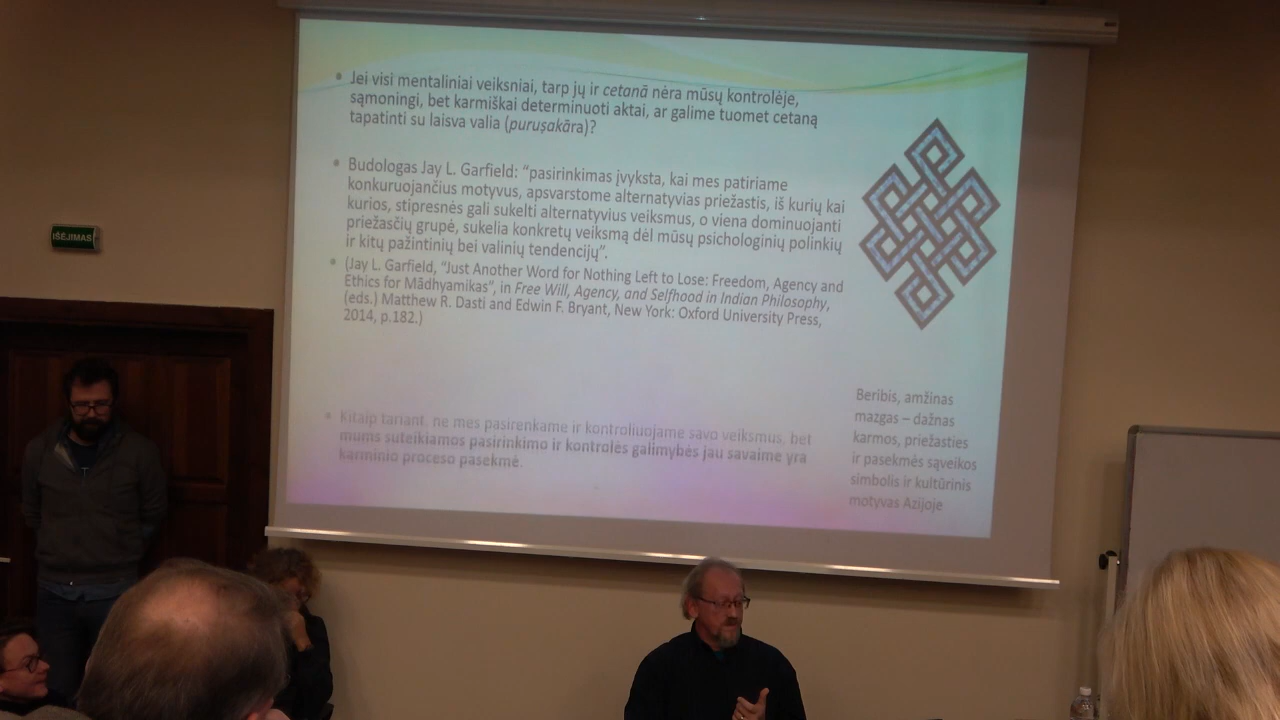 Jei visi mentaliniai veiksniai, tarp jų ir cetanā nėra mūsų kontrolėje,
sąmoningi, bet karmiškai determinuoti aktai, ar galime tuomet cetaną
tapatinti su laisva valia (puruṣakāra)?
Budologas Jay L. Garfield: “pasirinkimas įvyksta, kai mes patiriame
konkuruojančius motyvus, apsvarstome alternatyvias priežastis, iš kurių kai
kurios, stipresnės gali sukelti alternatyvius veiksmus, o viena dominuojanti
priežasčių grupė, sukelia konkretų veiksmą dėl mūsų psichologinių polinkių
ir kitų pažintinių bei valinių tendencijų”.
(Jay L. Garfield, “Just Another Word for Nothing Left to Lose: Freedom, Agency and
Ethics for Mādhyamikas”, in Free Will, Agency, and Selfhood in Indian Philosophy,
(eds.) Matthew R. Dasti and Edwin F. Bryant, New York: Oxford University Press,
2014, p.182.)
Kitaip tariant, ne mes pasirenkame ir kontroliuojame savo veiksmus, bet
mums suteikiamos pasirinkimo ir kontrolės galimybės jau savaime yra
karminio proceso pasekmė.
Beribis, amžinas
mazgas – dažnas
karmos, priežasties
ir pasekmės sąveikos
simbolis ir kultūrinis
motyvas Azijoje
IŠĖJIMAS